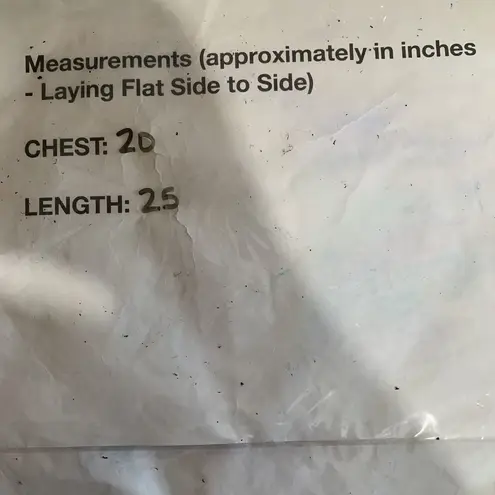 Measurements (approximately in inches
- Laying Flat Side to Side)
CHEST: 20
LENGTH: 25